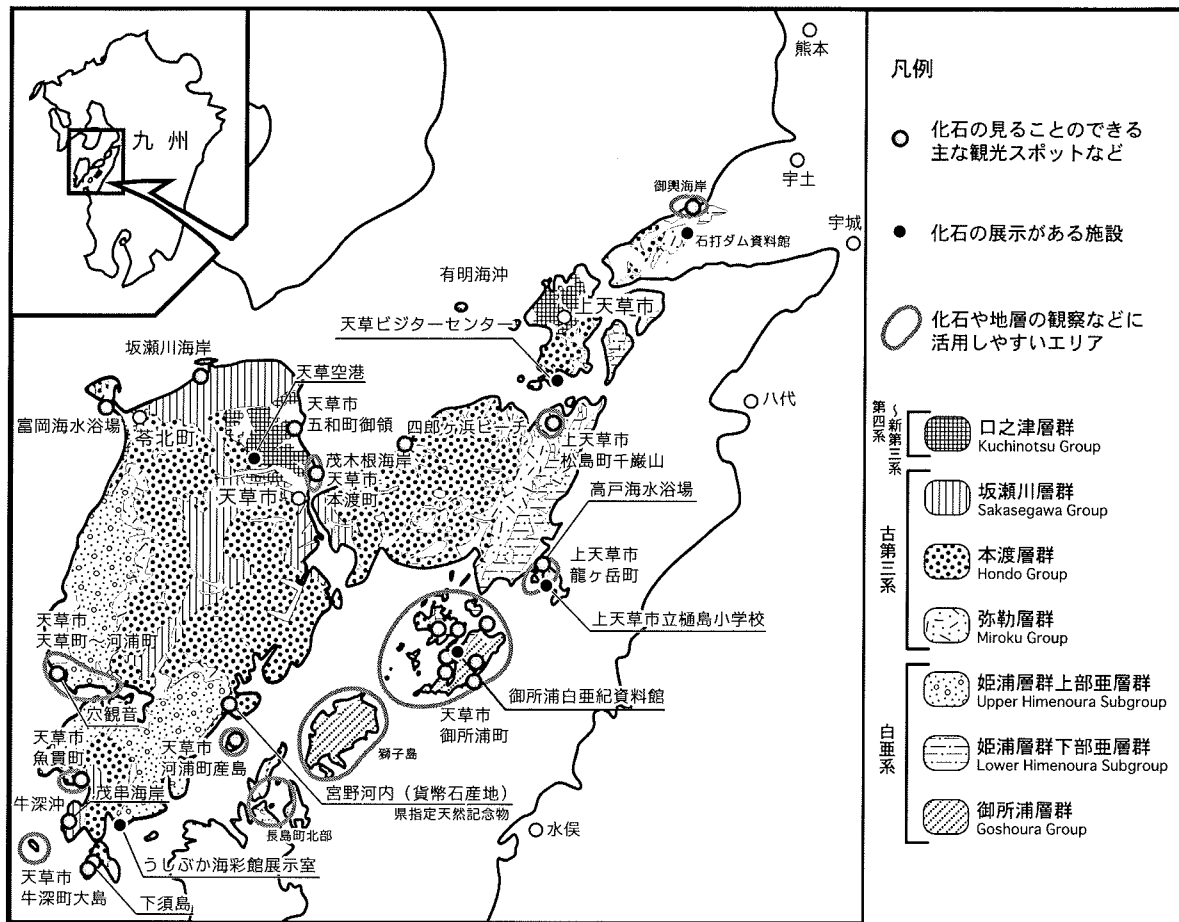 九 州
熊本
宇土
宇城
御輿海岸
石打ダム資料館
有明海沖
上天草市
天草ビジターセンター
坂瀬川海岸
天草空港
富岡海水浴場
苓北町
天草市
五和町御領
四郎ヶ浜ビーチ
八代
上天草市
松島町千巌山
茂木根海岸
天草市
本渡町
天草市
高戸海水浴場
上天草市
龍ヶ岳町
上天草市立樋島小学校
天草市
天草町～河浦町
穴観音
御所浦白亜紀資料館
天草市
御所浦町
天草市
魚貫町
天草市
河浦町産島
獅子島
宮野河内（貨幣石産地）
県指定天然記念物
牛深沖
茂串海岸
長島町北部
水俣
うしぶか海彩館展示室
天草市
牛深町大島
下須島
凡例
化石の見ることのできる
主な観光スポットなど
化石の展示がある施設
化石や地層の観察などに
活用しやすいエリア
第四系
～新第三系
口之津層群
Kuchinotsu Group
古第三系
坂瀬川層群
Sakasegawa Group
本渡層群
Hondo Group
弥勒層群
Miroku Group
白亜系
姫浦層群上部亜層群
Upper Himenoura Subgroup
姫浦層群下部亜層群
Lower Himenoura Subgroup
御所浦層群
Goshoura Group